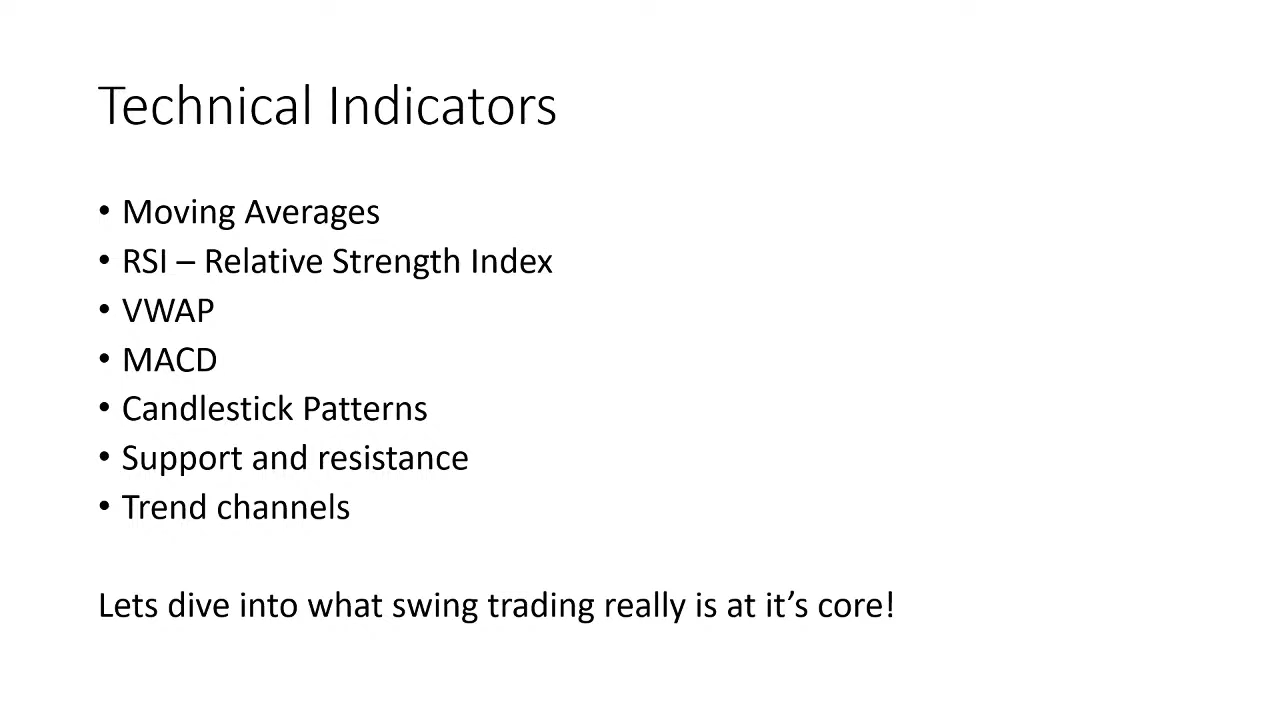 Technical Indicators
• Moving Averages
• RSI – Relative Strength Index
• VWAP
• MACD
• Candlestick Patterns
• Support and resistance
• Trend channels
Lets dive into what swing trading really is at it’s core!